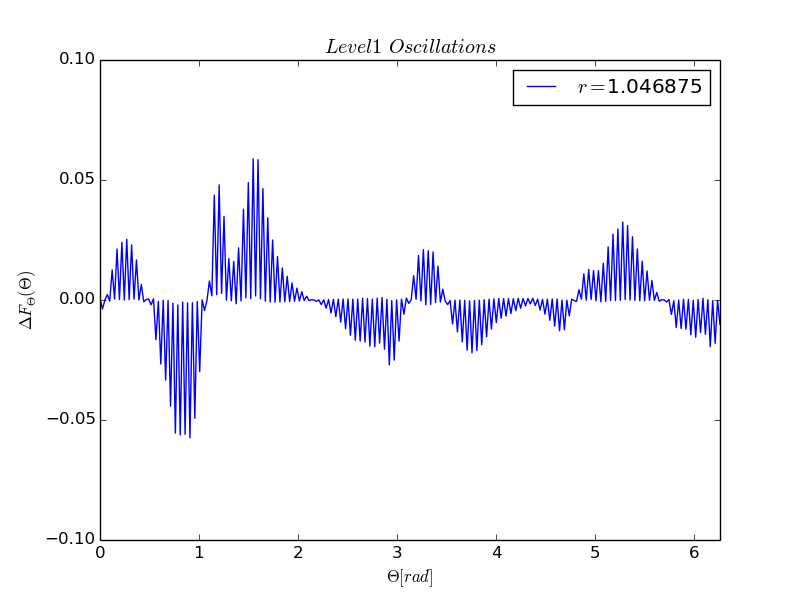 Level1 Oscillations
r=1.046875
0.10
0.05
0.00
−0.05
−0.10
ΔF_Θ(Θ)
0 1 2 3 4 5 6
Θ[rad]